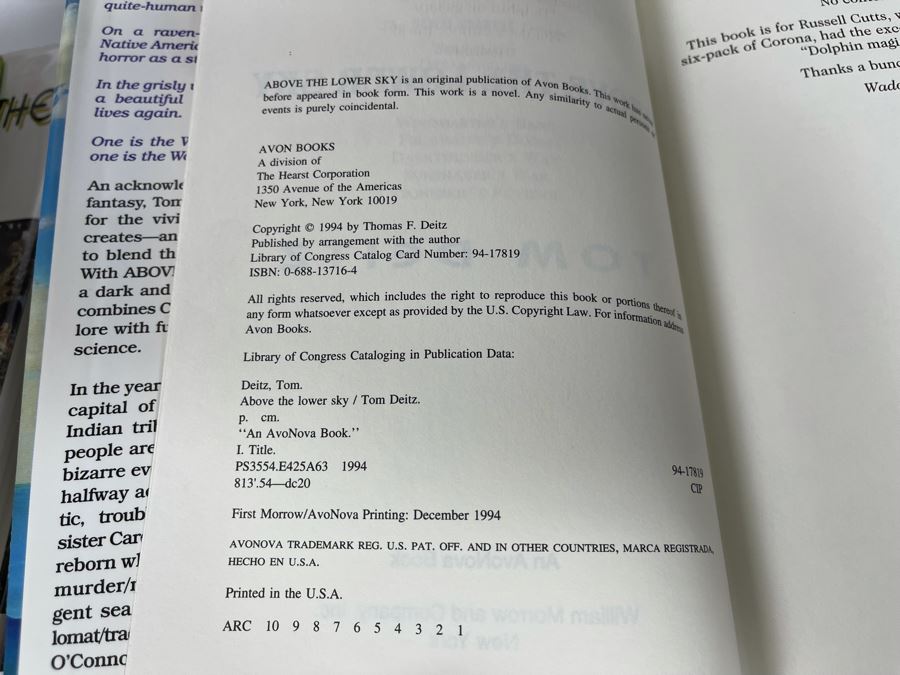 quite-human
On a raven-
Native Ameri
horror as a s
In the grisly
a beautiful
lives again.
One is the
one is the We
An acknowle
fantasy, Tom
for the vivi
creates—an
to blend th
With ABOV
a dark and
combines C
lore with fu
science.
In the year
capital of
Indian tri
people are
bizarre ev
halfway a
tic, troub
sister Car
reborn w
murder/
gent sea
lomat/tra
O'Conno
ABOVE THE LOWER SKY is an original publication of Avon Books. This work has never
before appeared in book form. This work is a novel. Any similarity to actual persons or
events is purely coincidental.
AVON BOOKS
A division of
The Hearst Corporation
1350 Avenue of the Americas
New York, New York 10019
Copyright © 1994 by Thomas F. Deitz
Published by arrangement with the author
Library of Congress Catalog Card Number: 94-17819
ISBN: 0-688-13716-4
All rights reserved, which includes the right to reproduce this book or portions thereof in
any form whatsoever except as provided by the U.S. Copyright Law. For information address
Avon Books.
Library of Congress Cataloging in Publication Data:
Deitz, Tom.
Above the lower sky / Tom Deitz.
p. cm.
‘‘An AvoNova Book.’’
I. Title.
PS3554.E425A63 1994 94-17819
813'.54—dc20 CIP
First Morrow/AvoNova Printing: December 1994
AVONOVA TRADEMARK REG. U.S. PAT. OFF. AND IN OTHER COUNTRIES, MARCA REGISTRADA,
HECHO EN U.S.A.
Printed in the U.S.A.
ARC 10 9 8 7 6 5 4 3 2 1
This book is for Russell Cutts,
six-pack of Corona, had the exc
“Dolphin magi
Thanks a bunc
Wade